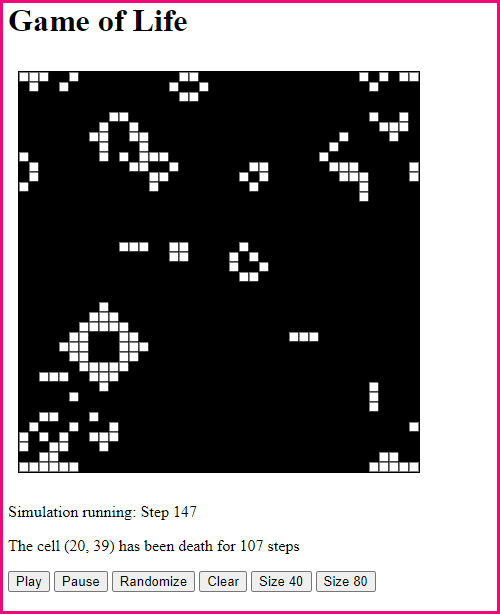 Game of Life
Simulation running: Step 147
The cell (20, 39) has been death for 107 steps
Play Pause Randomize Clear Size 40 Size 80